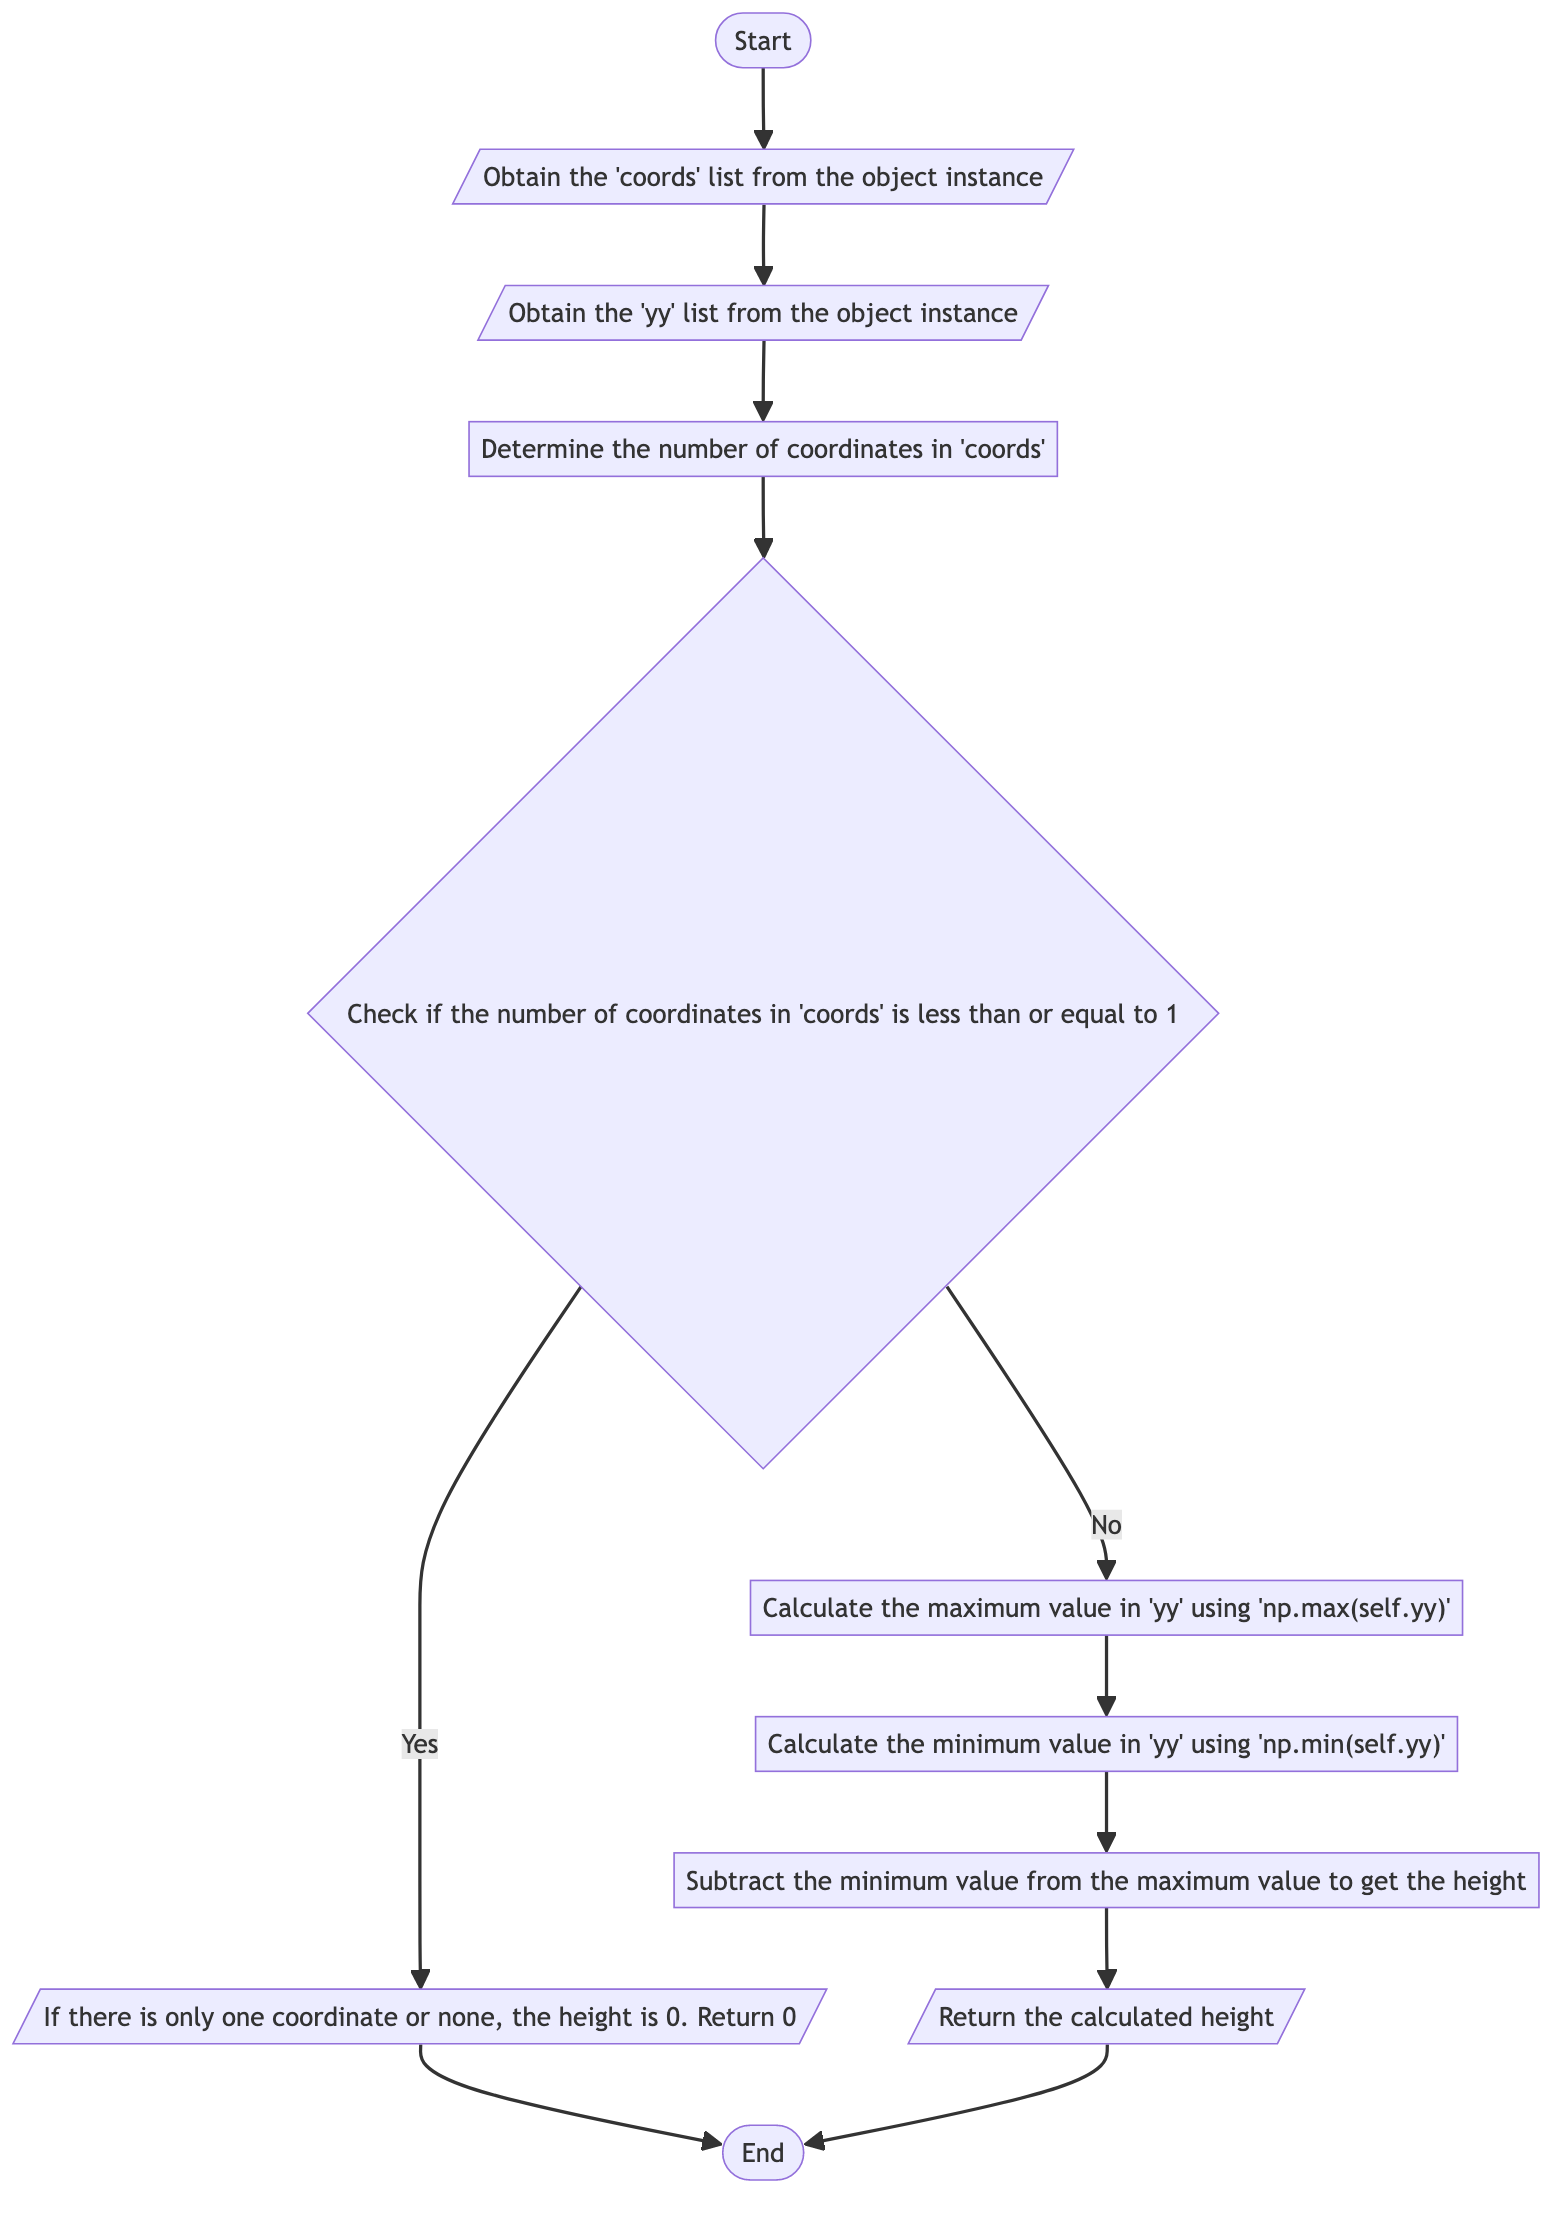 Start
Obtain the 'coords' list from the object instance
Obtain the 'yy' list from the object instance
Determine the number of coordinates in 'coords'
Check if the number of coordinates in 'coords' is less than or equal to 1
No
Calculate the maximum value in 'yy' using 'np.max(self.yy)'
Yes
Calculate the minimum value in 'yy' using 'np.min(self.yy)'
Subtract the minimum value from the maximum value to get the height
If there is only one coordinate or none, the height is 0. Return 0
Return the calculated height
End